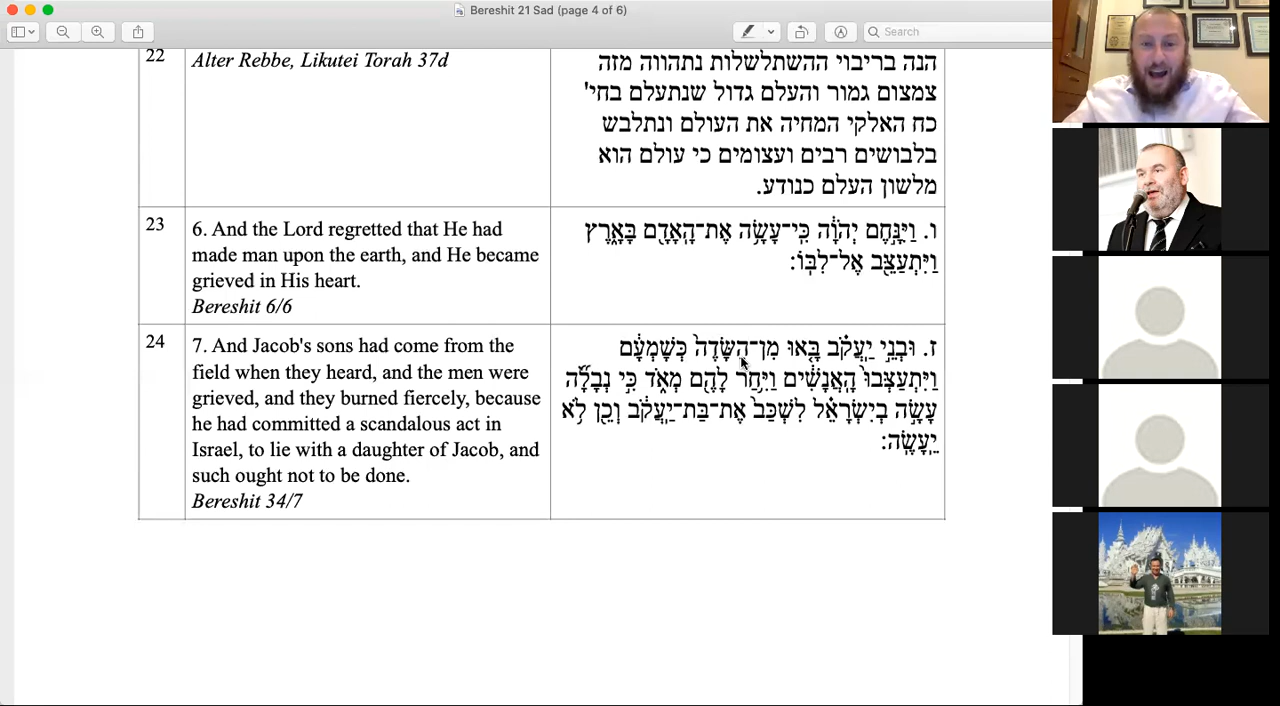 Bereshit 21 Sad (page 4 of 6)
Search
22
Alter Rebbe, Likutei Torah 37d
הנה בריבוי ההשתלשלות נתהווה מזה
צמצום גמור והעלם גדול שנתעלם בחי'
כח האלקי המחיה את העולם ונתלבש
בלבושים רבים ועצומים כי עולם הוא
מלשון העלם כנודע.
23
6. And the Lord regretted that He had
made man upon the earth, and He became
grieved in His heart.
Bereshit 6/6
ו. וַיִּנָּ֣חֶם יְהֹוָ֔ה כִּֽי־עָשָׂ֥ה אֶת־הָֽאָדָ֖ם בָּאָ֑רֶץ
וַיִּתְעַצֵּ֖ב אֶל־לִבּֽוֹ:
24
7. And Jacob's sons had come from the
field when they heard, and the men were
grieved, and they burned fiercely, because
he had committed a scandalous act in
Israel, to lie with a daughter of Jacob, and
such ought not to be done.
Bereshit 34/7
ז. וּבְנֵ֨י יַֽעֲקֹ֜ב בָּ֤אוּ מִן־הַשָּׂדֶה֙ כְּשָׁמְעָ֔ם
וַיִּתְעַצְּבוּ֙ הָֽאֲנָשִׁ֔ים וַיִּ֥חַר לָהֶ֖ם מְאֹ֑ד כִּ֣י נְבָלָ֞ה
עָשָׂ֣ה בְיִשְׂרָאֵ֗ל לִשְׁכַּב֙ אֶת־בַּת־יַֽעֲקֹ֔ב וְכֵ֖ן לֹ֥א
יֵֽעָשֶֽׂה: